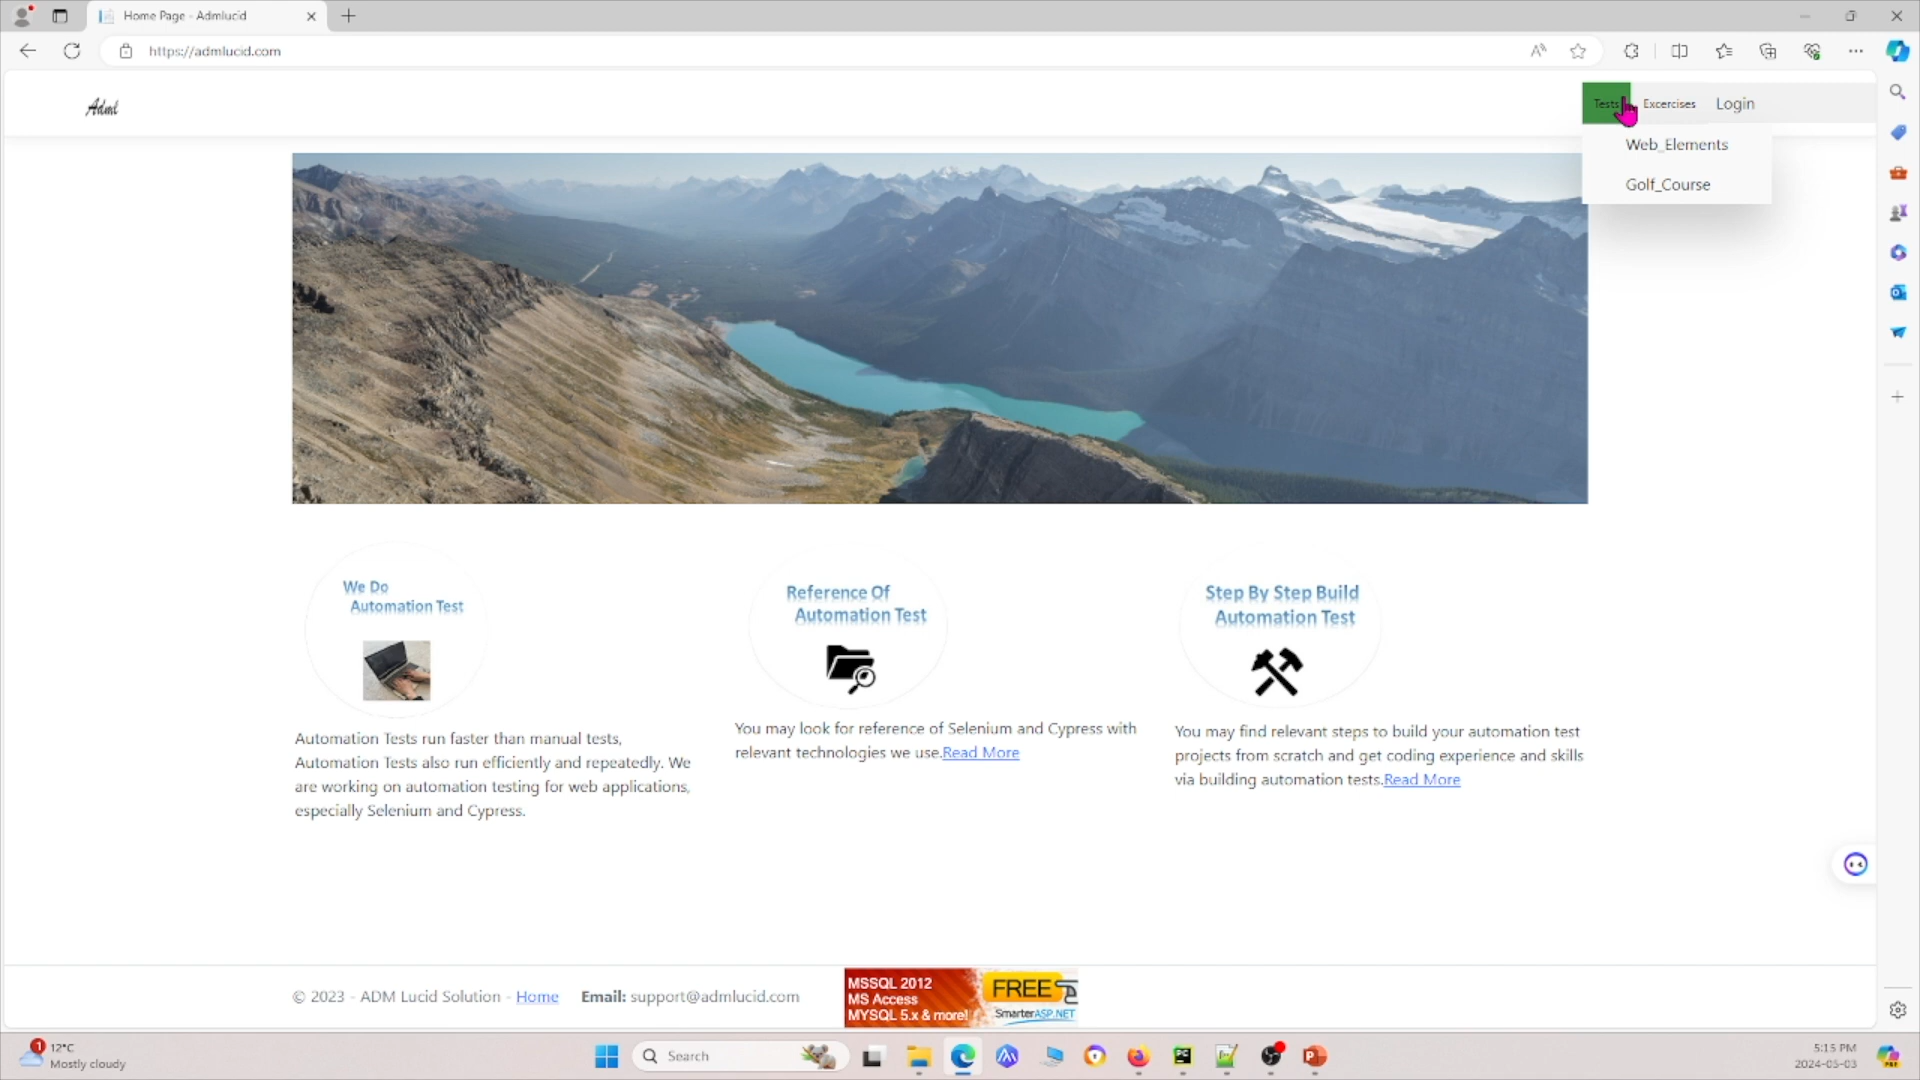 Home Page - Admlucid
https://admlucid.com
Adml
Tests
Excercises
Login
Web_Elements
Golf_Course
We Do
Automation Test
Reference Of
Automation Test
Step By Step Build
Automation Test
Automation Tests run faster than manual tests,
Automation Tests also run efficiently and repeatedly. We
are working on automation testing for web applications,
especially Selenium and Cypress.
You may look for reference of Selenium and Cypress with
relevant technologies we use.Read More
You may find relevant steps to build your automation test
projects from scratch and get coding experience and skills
via building automation tests.Read More
© 2023 - ADM Lucid Solution - Home Email: support@admlucid.com
MSSQL 2012
MS Access
MYSQL 5.x & more!
FREE
SmarterASP.NET
1
12°C
Mostly cloudy
Search
5:15 PM
2024-05-03